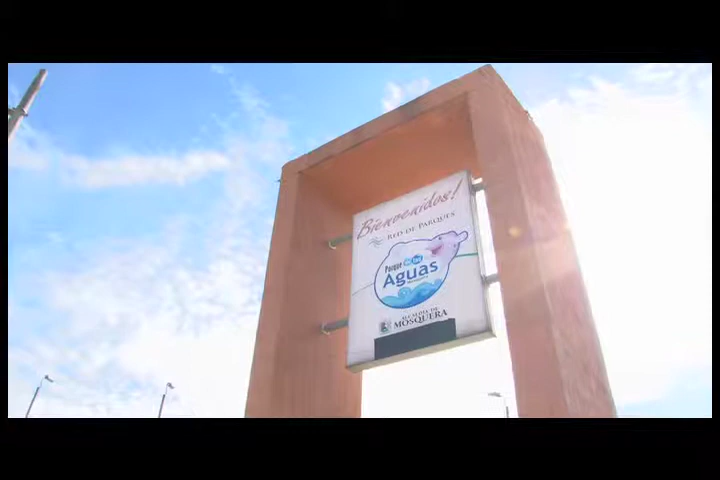 Bienvenidos!
RED DE PARQUES
Parque de las
Aguas
ALCALDÍA DE
MOSQUERA